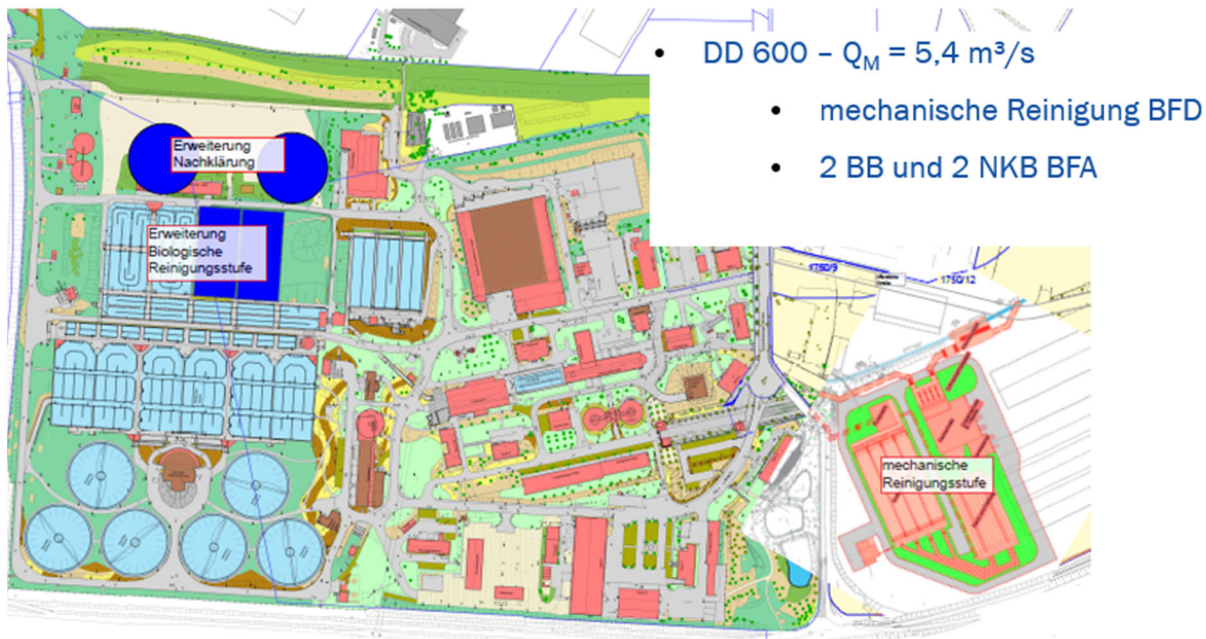 DD 600 – QM = 5,4 m³/s
mechanische Reinigung BFD
2 BB und 2 NKB BFA
Erweiterung
Nachklärung
Erweiterung
Biologische
Reinigungsstufe
1750/9
1750/12
mechanische
Reinigungsstufe